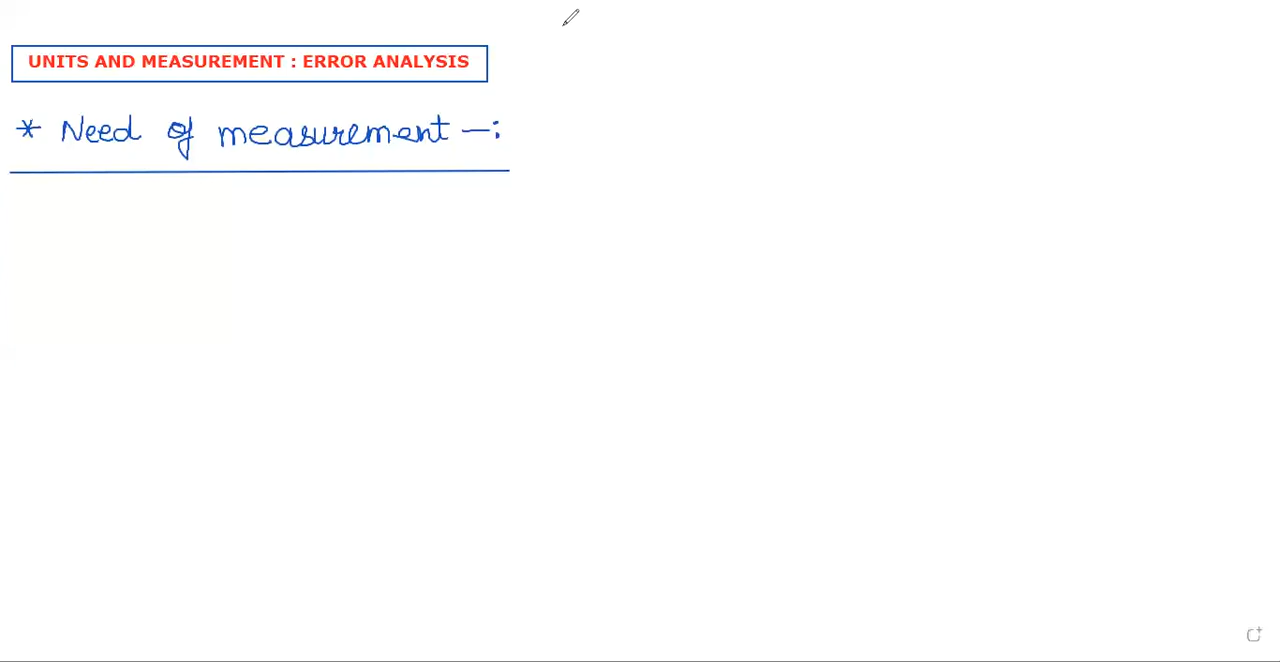 UNITS AND MEASUREMENT : ERROR ANALYSIS
* Need of measurement –: